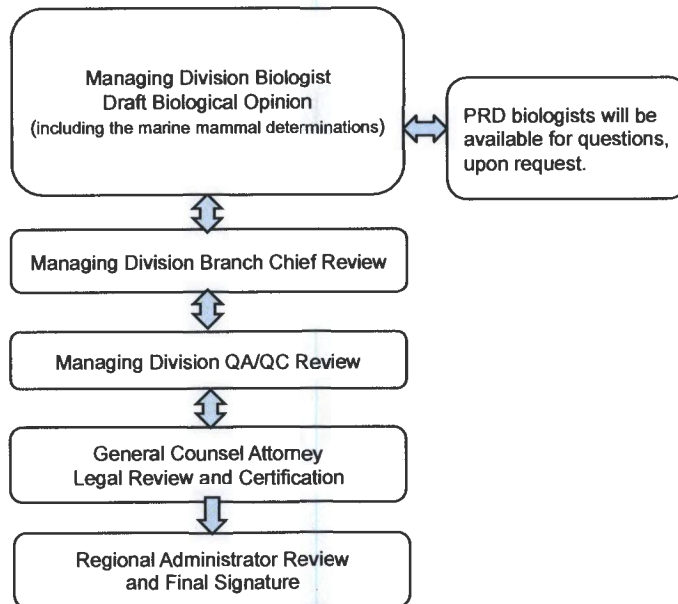 Managing Division Biologist
Draft Biological Opinion
(including the marine mammal determinations)
PRD biologists will be
available for questions,
upon request.
Managing Division Branch Chief Review
Managing Division QA/QC Review
General Counsel Attorney
Legal Review and Certification
Regional Administrator Review
and Final Signature